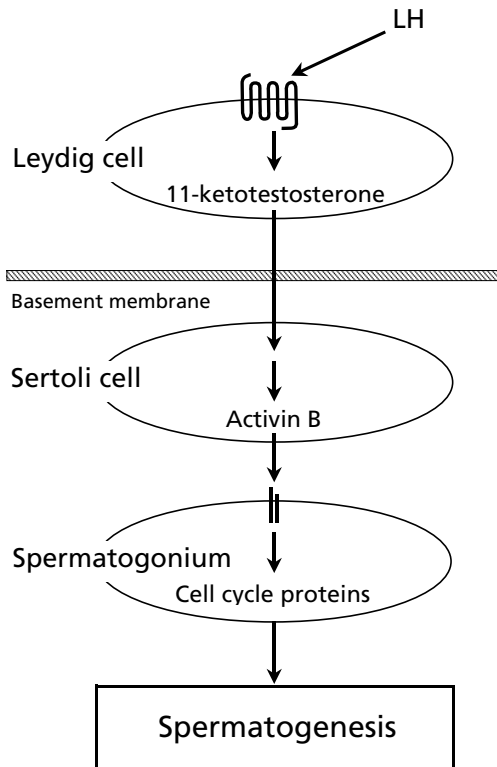 LH
Leydig cell
11-ketotestosterone
Basement membrane
Sertoli cell
Activin B
Spermatogonium
Cell cycle proteins
Spermatogenesis